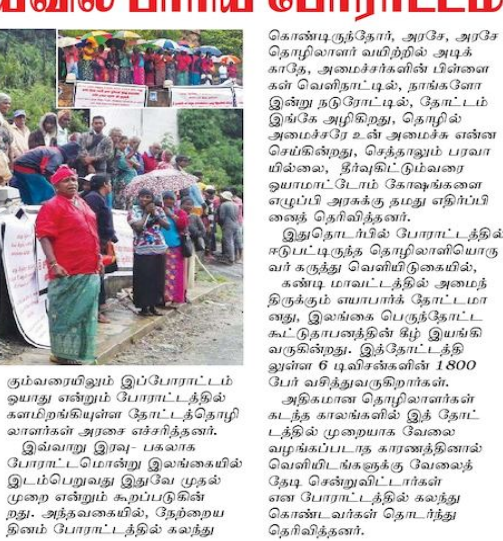 பாரிய போராட்டம்
கும்வரையிலும் இப்போராட்டம்
ஓயாது என்றும் போராட்டத்தில்
களமிறங்கியுள்ள தோட்டத்தொழி
லாளர்கள் அரசை எச்சரித்தனர்.
இவ்வாறு இரவு- பகலாக
போராட்டமொன்று இலங்கையில்
இடம்பெறுவது இதுவே முதல்
முறை என்றும் கூறப்படுகின்
றது. அந்தவகையில், நேற்றைய
தினம் போராட்டத்தில் கலந்து
கொண்டிருந்தோர், அரசே, அரசே
தொழிலாளர் வயிற்றில் அடிக்
காதே, அமைச்சர்களின் பிள்ளை
கள் வெளிநாட்டில், நாங்களோ
இன்று நடுரோட்டில், தோட்டம்
இங்கே அழிகிறது, தொழில்
அமைச்சரே உன் அமைச்சு என்ன
செய்கின்றது, செத்தாலும் பரவா
யில்லை, தீர்வுகிட்டும்வரை
ஓயாமாட்டோம் கோஷங்களை
எழுப்பி அரசுக்கு தமது எதிர்ப்பி
னைத் தெரிவித்தனர்.
இதுதொடர்பில் போராட்டத்தில்
ஈடுபட்டிருந்த தொழிலாளியொரு
வர் கருத்து வெளியிடுகையில்,
கண்டி மாவட்டத்தில் அமைந்
திருக்கும் எயாபார்க் தோட்டமா
னது, இலங்கை பெருந்தோட்ட
கூட்டுதாபனத்தின் கீழ் இயங்கி
வருகின்றது. இத்தோட்டத்தி
லுள்ள 6 டிவிசன்களின் 1800
பேர் வசித்துவருகிறார்கள்.
அதிகமான தொழிலாளர்கள்
கடந்த காலங்களில் இத் தோட்
டத்தில் முறையாக வேலை
வழங்கப்படாத காரணத்தினால்
வெளியிடங்களுக்கு வேலைத்
தேடி சென்றுவிட்டார்கள்
என போராட்டத்தில் கலந்து
கொண்டவர்கள் தொடர்ந்து
தெரிவித்தனர்.